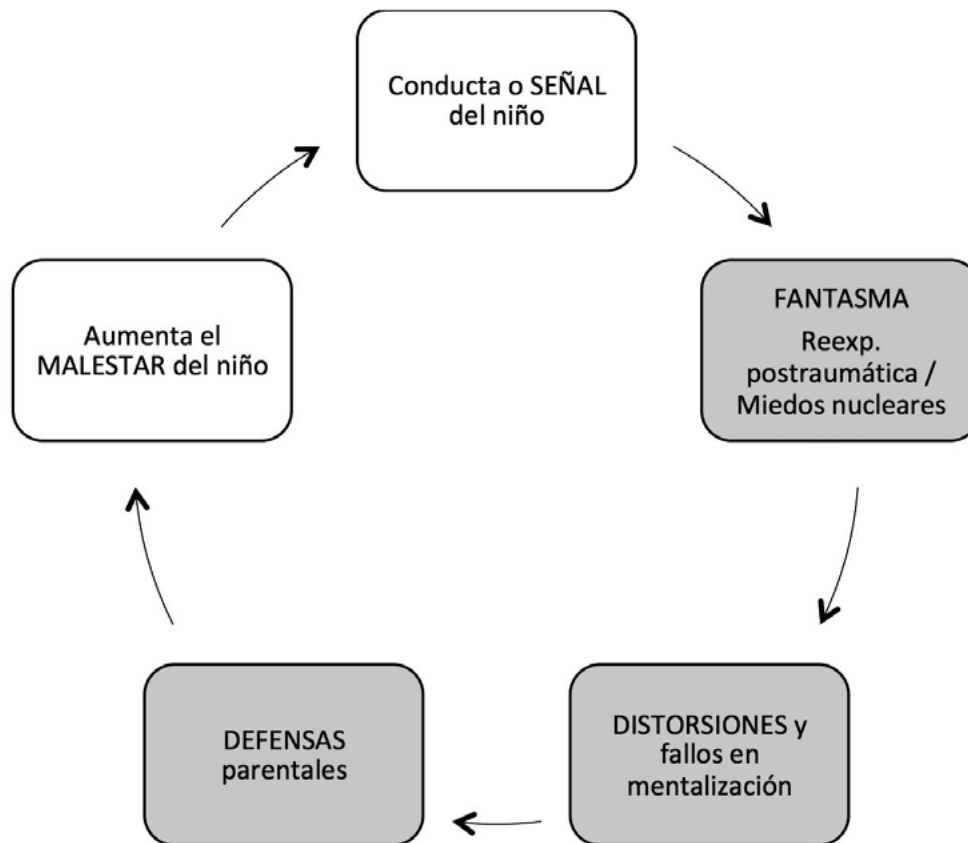 Conducta o SEÑAL
del niño
FANTASMA
Reexp.
postraumática /
Miedos nucleares
DISTORSIONES y
fallos en
mentalización
DEFENSAS
parentales
Aumenta el
MALESTAR del niño